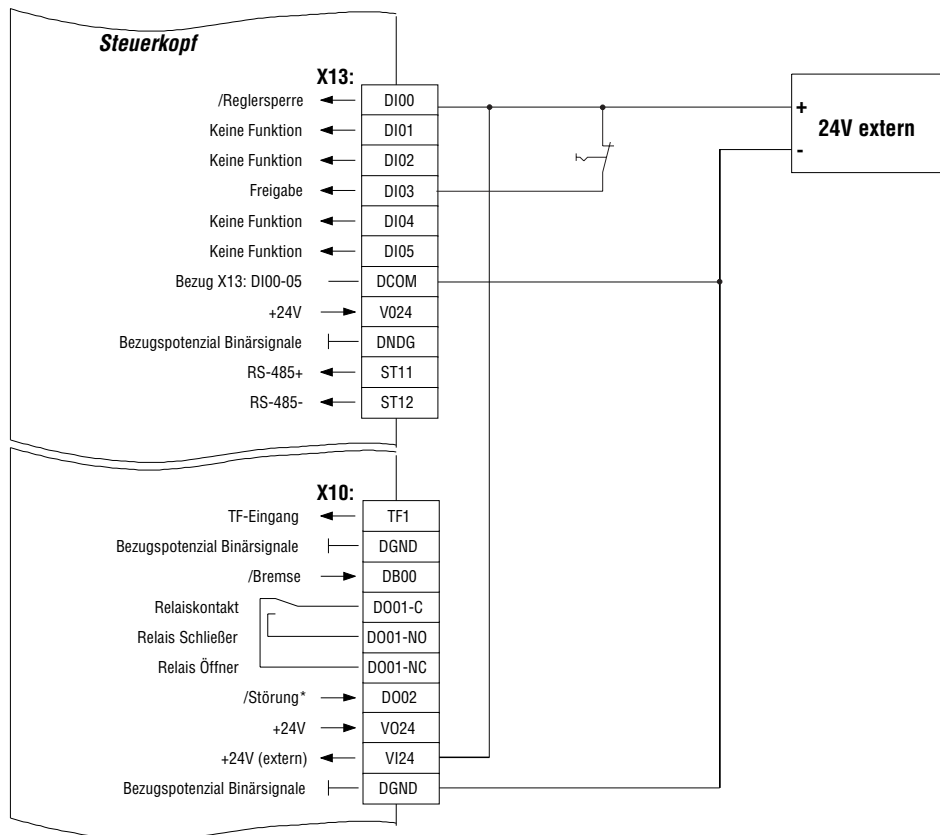 Steuerkopf
X13:
/Reglersperre DI00
Keine Funktion DI01
Keine Funktion DI02
Freigabe DI03
Keine Funktion DI04
Keine Funktion DI05
Bezug X13: DI00-05 DCOM
+24V VO24
Bezugspotenzial Binärsignale DNDG
RS-485+ ST11
RS-485- ST12
+
24V extern
-
X10:
TF-Eingang TF1
Bezugspotenzial Binärsignale DGND
/Bremse DB00
Relaiskontakt DO01-C
Relais Schließer DO01-NO
Relais Öffner DO01-NC
/Störung* DO02
+24V VO24
+24V (extern) VI24
Bezugspotenzial Binärsignale DGND